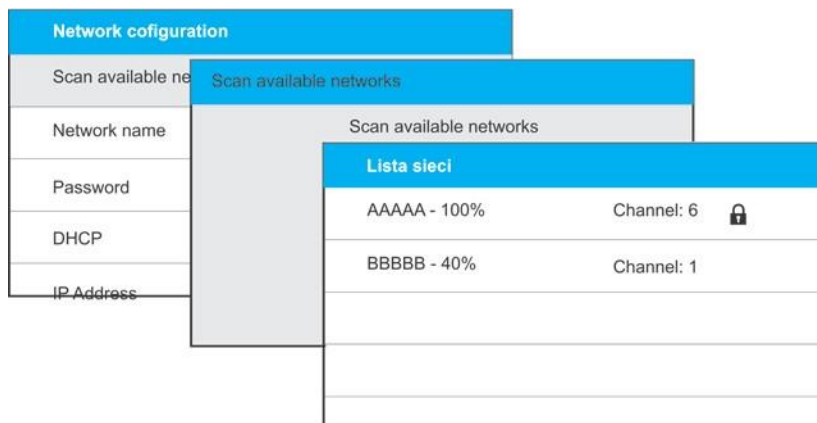 Network cofiguration
Scan available ne
Network name
Password
DHCP
IP Address
Scan available networks
Scan available networks
Lista sieci
AAAAA - 100% Channel: 6
BBBBB - 40% Channel: 1